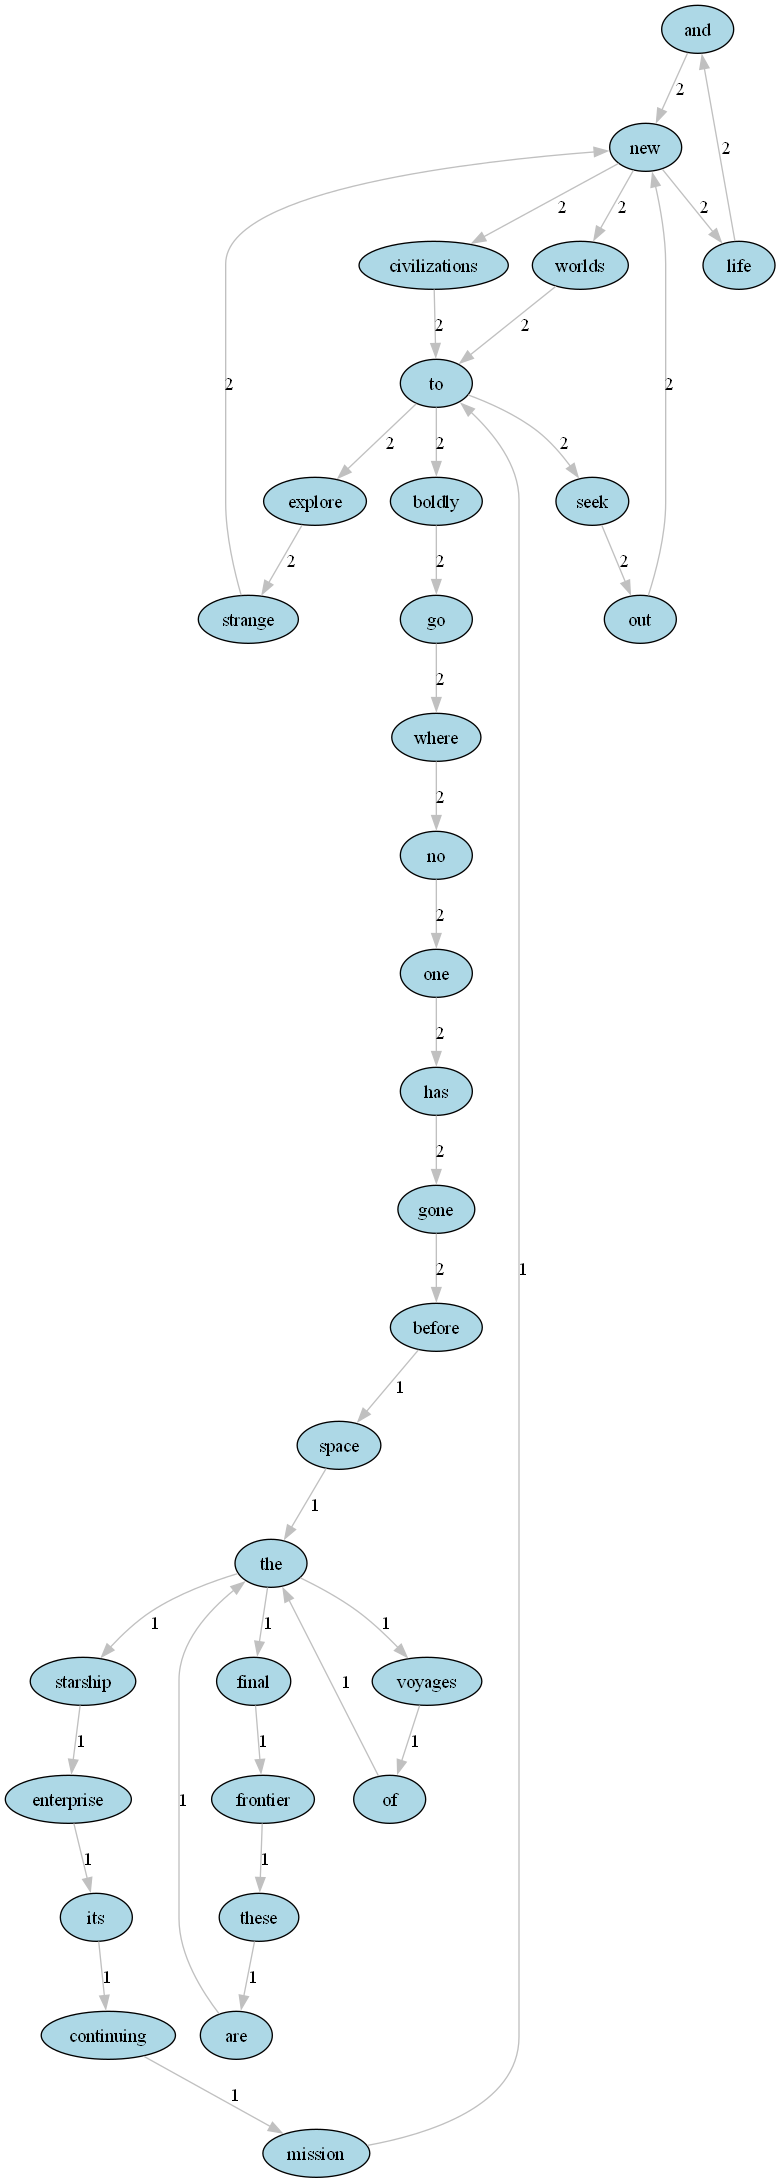 and
2
new
2
2 2 2
civilizations worlds life
2 2
2 to 2
2 2 2
explore boldly seek
2 2 2
strange go out
2
where
2
no
2
one
2
has
2
gone
2 1
before
1
space
1
the
1 1 1
starship final voyages
1 1 1 1
enterprise 1 frontier of
1 1
its these
1 1
continuing are
1
mission